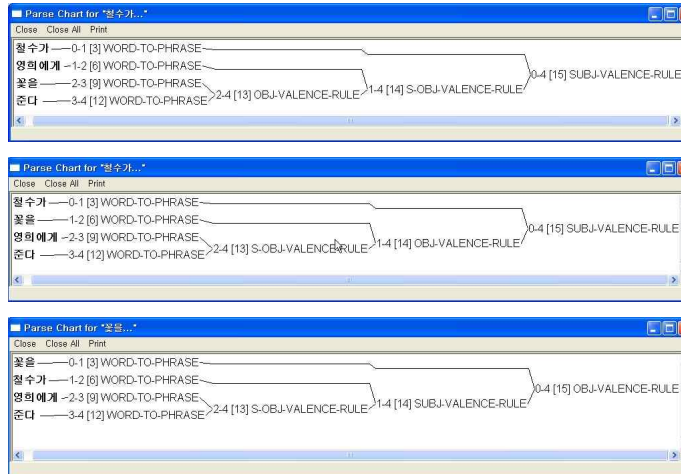 Parse Chart for "철수가..."
Close Close All Print
철수가 0-1 [3] WORD-TO-PHRASE
영희에게 1-2 [6] WORD-TO-PHRASE
꽃을 2-3 [9] WORD-TO-PHRASE
준다 3-4 [12] WORD-TO-PHRASE 2-4 [13] OBJ-VALENCE-RULE 1-4 [14] S-OBJ-VALENCE-RULE 0-4 [15] SUBJ-VALENCE-RULE
Parse Chart for "철수가..."
Close Close All Print
철수가 0-1 [3] WORD-TO-PHRASE
꽃을 1-2 [6] WORD-TO-PHRASE
영희에게 2-3 [9] WORD-TO-PHRASE
준다 3-4 [12] WORD-TO-PHRASE 2-4 [13] S-OBJ-VALENCE-RULE 1-4 [14] OBJ-VALENCE-RULE 0-4 [15] SUBJ-VALENCE-RULE
Parse Chart for "꽃을..."
Close Close All Print
꽃을 0-1 [3] WORD-TO-PHRASE
철수가 1-2 [6] WORD-TO-PHRASE
영희에게 2-3 [9] WORD-TO-PHRASE
준다 3-4 [12] WORD-TO-PHRASE 2-4 [13] S-OBJ-VALENCE-RULE 1-4 [14] SUBJ-VALENCE-RULE 0-4 [15] OBJ-VALENCE-RULE